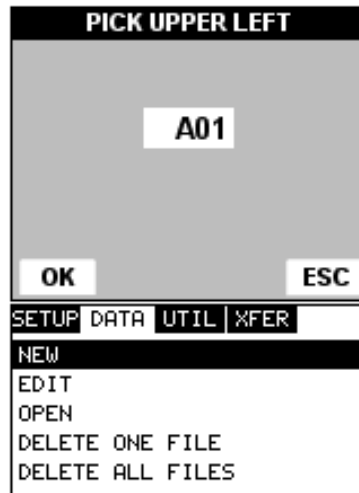 PICK UPPER LEFT
A01
OK ESC
SETUP DATA UTIL XFER
NEW
EDIT
OPEN
DELETE ONE FILE
DELETE ALL FILES